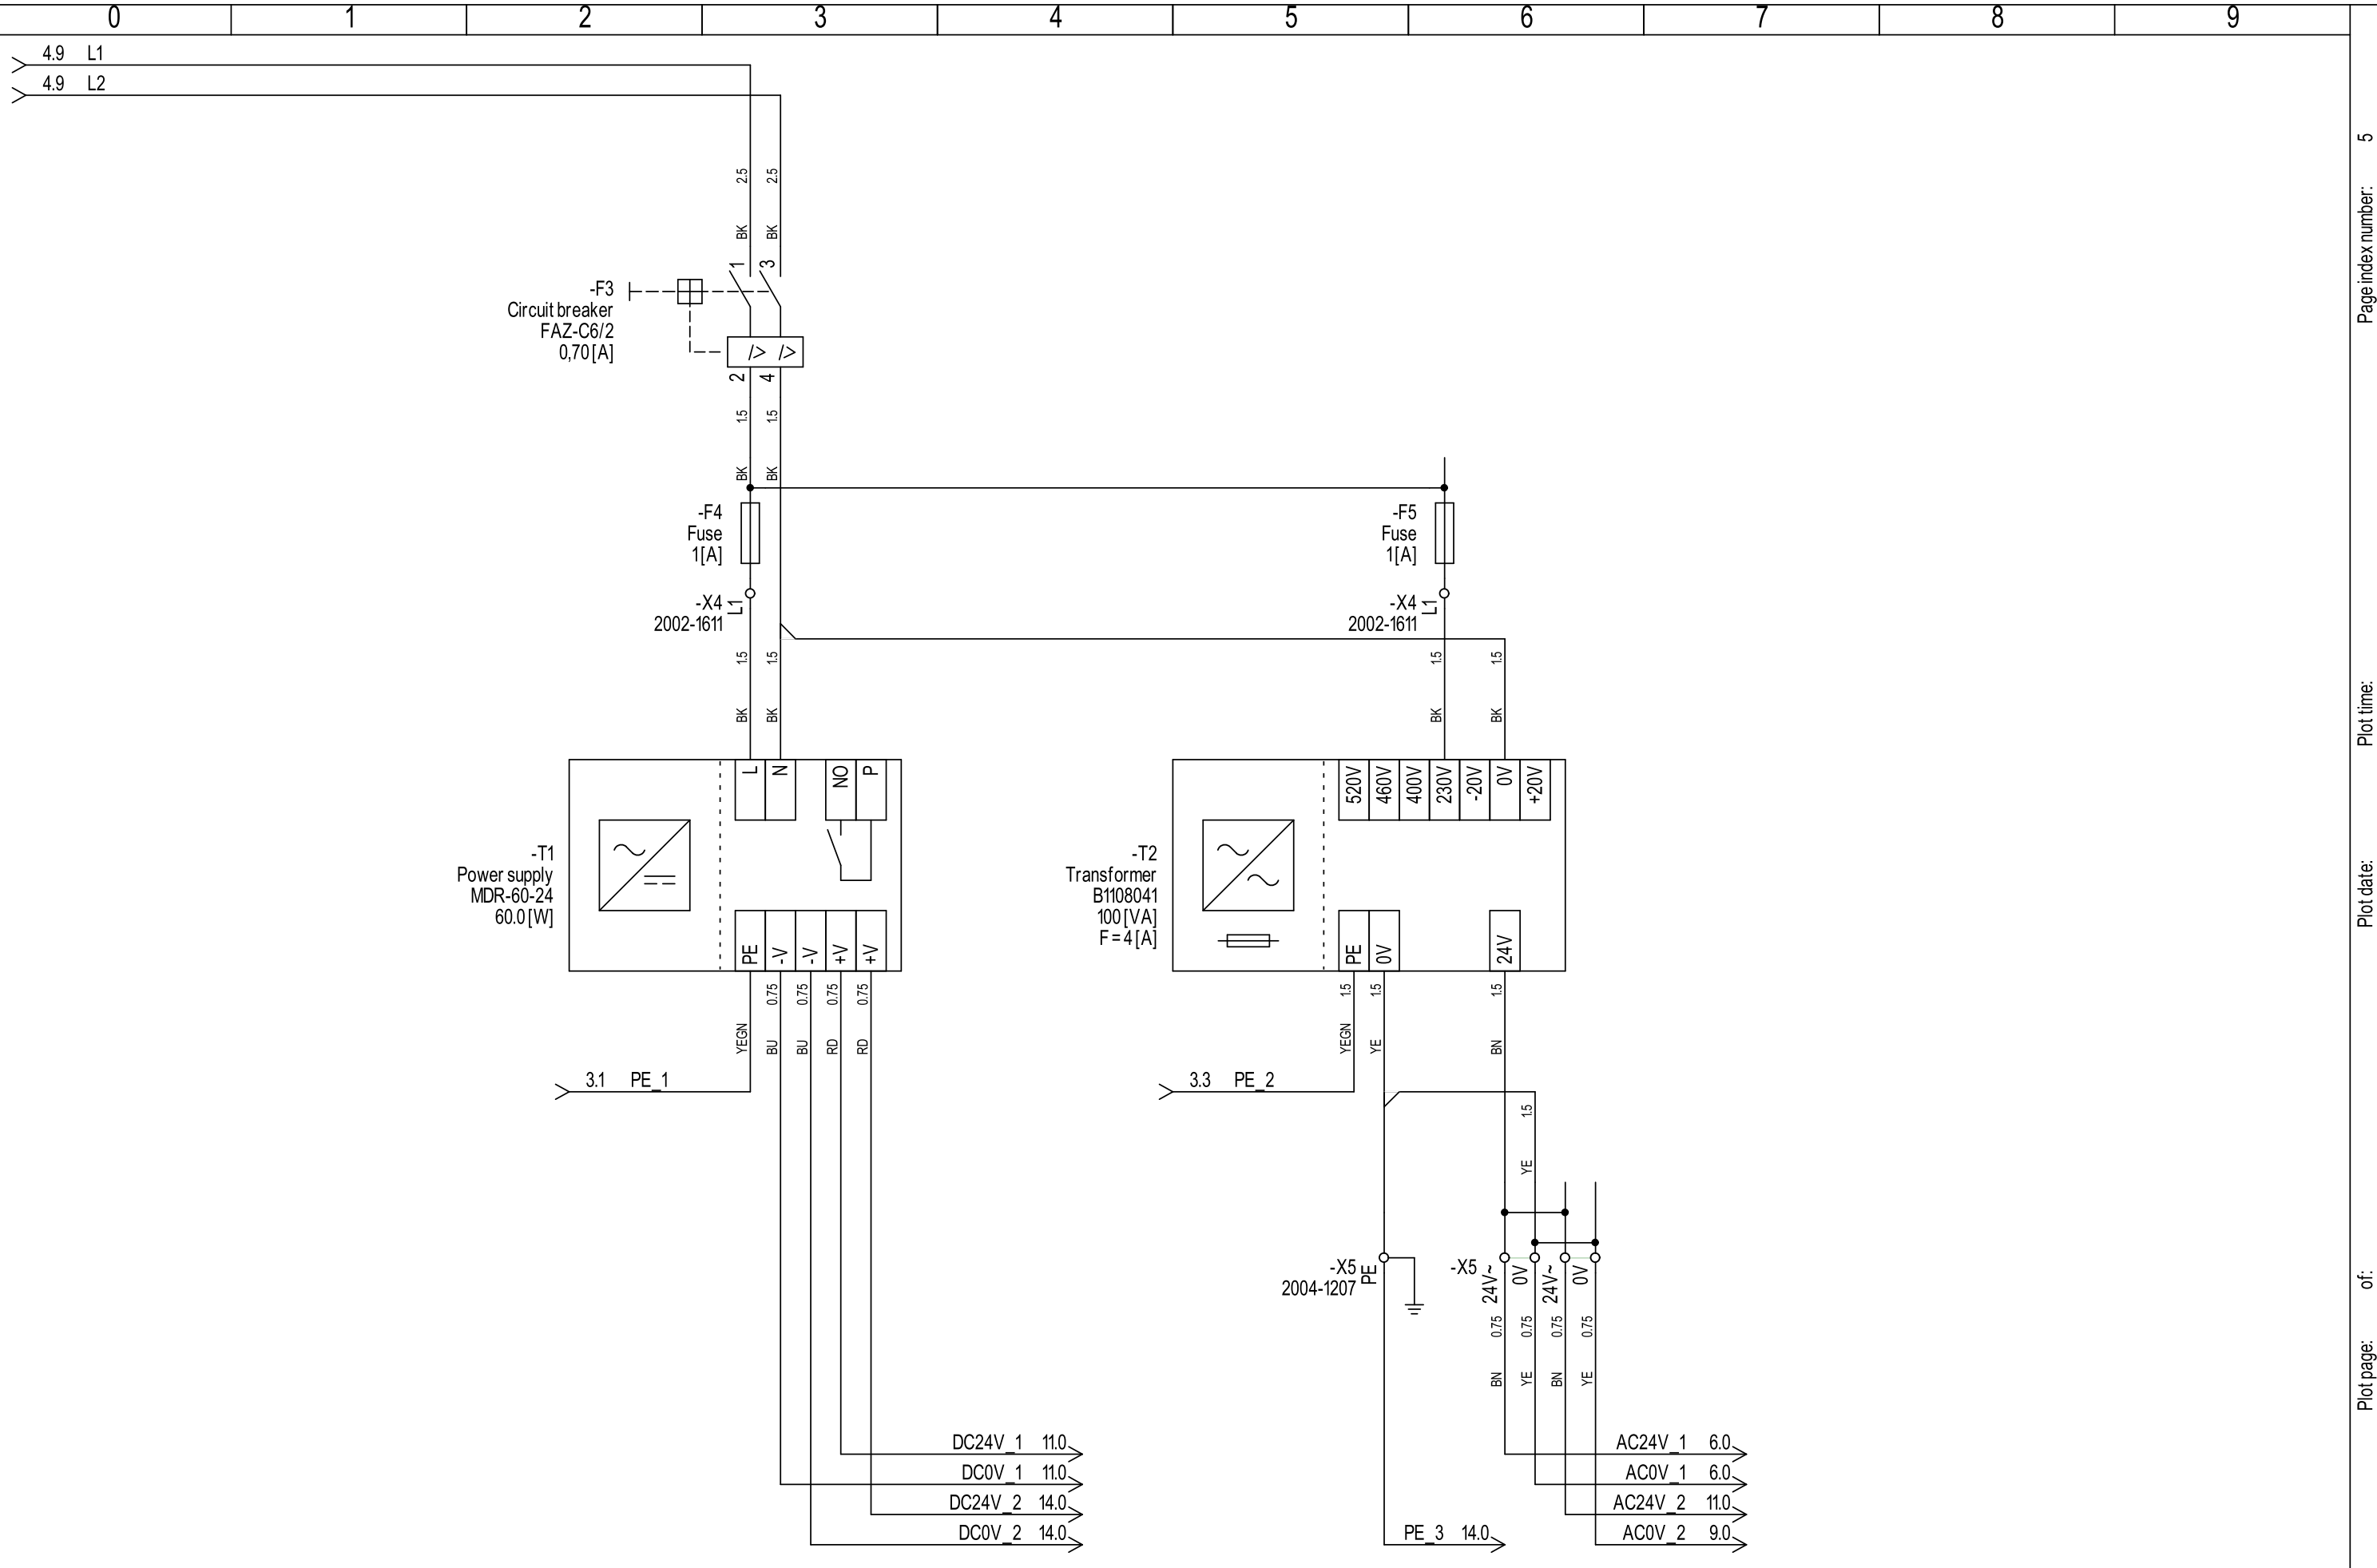 0 1 2 3 4 5 6 7 8 9
4.9 L1
4.9 L2
2.5 2.5
BK BK
1 3
-F3
Circuit breaker
FAZ-C6/2
0,70 [A]
I> I>
2 4
1.5 1.5
BK BK
-F4
Fuse
1 [A]
-X4 L1
2002-1611
-F5
Fuse
1 [A]
-X4 L1
2002-1611
1.5 1.5 1.5 1.5
BK BK BK BK
L N NO P
-T1
Power supply
MDR-60-24
60.0 [W]
PE -V -V +V +V
520V 460V 400V 230V -20V 0V +20V
-T2
Transformer
B1108041
100 [VA]
F = 4 [A]
PE 0V 24V
0.75 0.75 0.75 0.75
YEGN BU BU RD RD
1.5 1.5 1.5
YEGN YE BN
3.1 PE_1
3.3 PE_2
1.5
YE
-X5 PE
2004-1207
-X5 24V~ 0V 24V~ 0V
0.75 0.75 0.75 0.75
BN YE BN YE
DC24V_1 11.0
DC0V_1 11.0
DC24V_2 14.0
DC0V_2 14.0
PE_3 14.0
AC24V_1 6.0
AC0V_1 6.0
AC24V_2 11.0
AC0V_2 9.0
Plot page: of: Plot date: Plot time: Page index number: 5